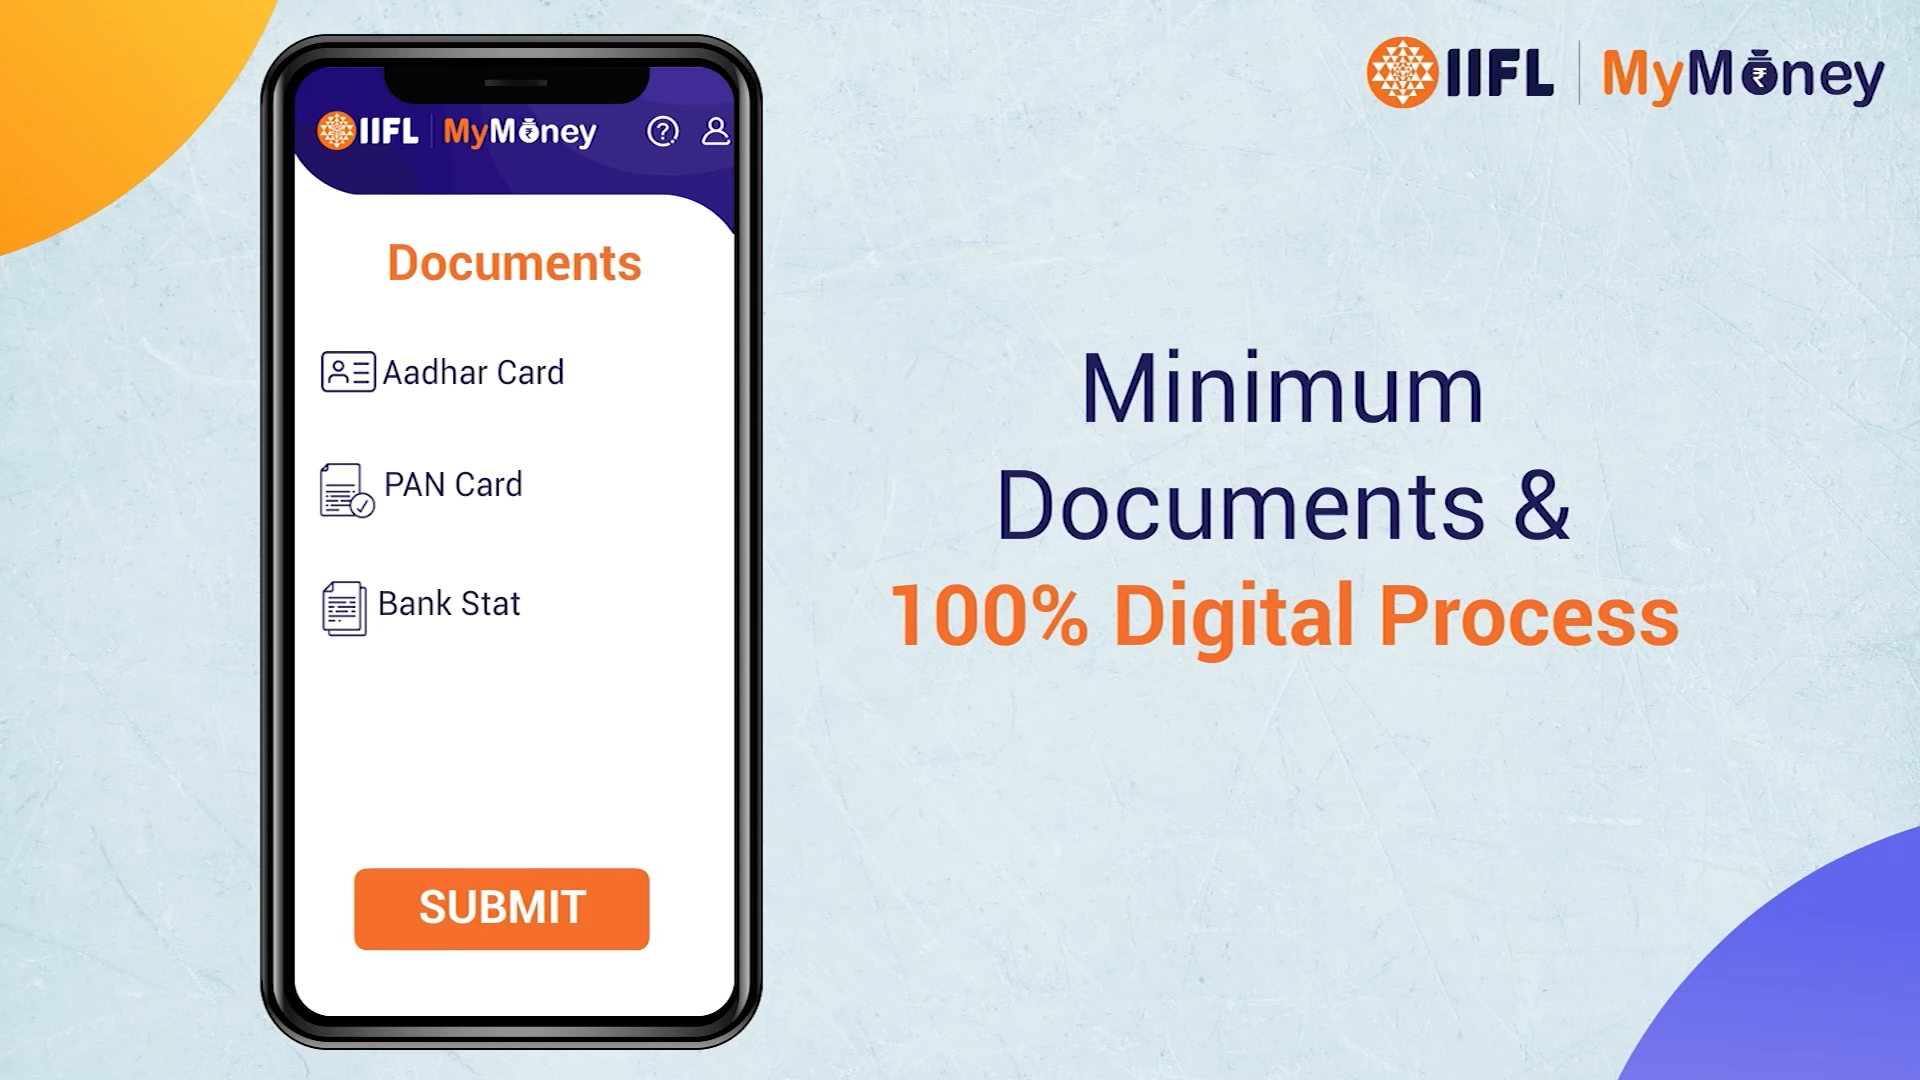 IIFL MyMoney
Documents
Aadhar Card
PAN Card
Bank Stat
SUBMIT
IIFL MyMoney
Minimum
Documents &
100% Digital Process